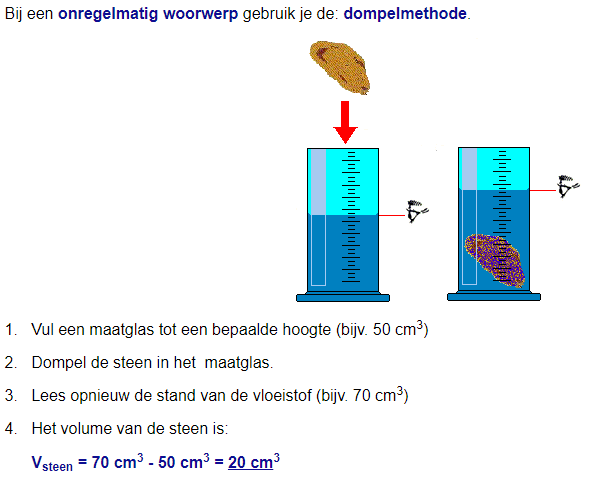 Bij een onregelmatig woorwerp gebruik je de: dompelmethode.
1. Vul een maatglas tot een bepaalde hoogte (bijv. 50 cm³)
2. Dompel de steen in het maatglas.
3. Lees opnieuw de stand van de vloeistof (bijv. 70 cm³)
4. Het volume van de steen is:
Vsteen = 70 cm³ - 50 cm³ = 20 cm³